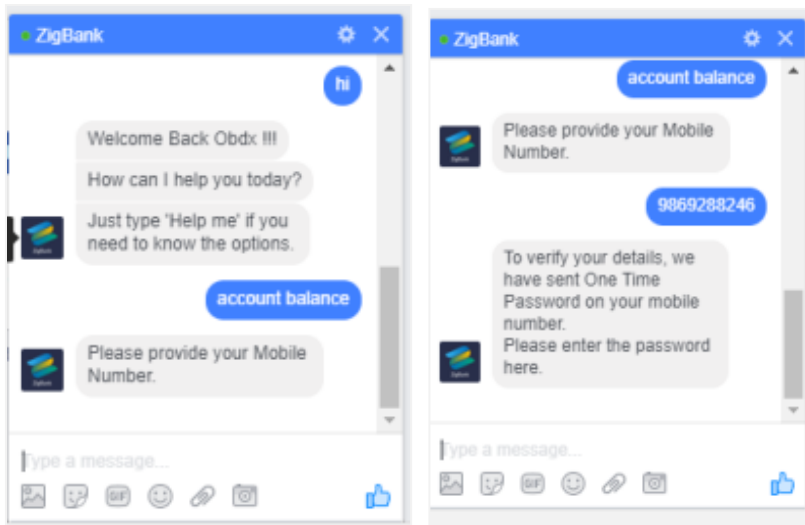 ZigBank
hi
Welcome Back Obdx !!!
How can I help you today?
Just type 'Help me' if you
need to know the options.
account balance
Please provide your Mobile
Number.
Type a message...
GIF
ZigBank
account balance
Please provide your Mobile
Number.
9869288246
To verify your details, we
have sent One Time
Password on your mobile
number.
Please enter the password
here.
Type a message...
GIF